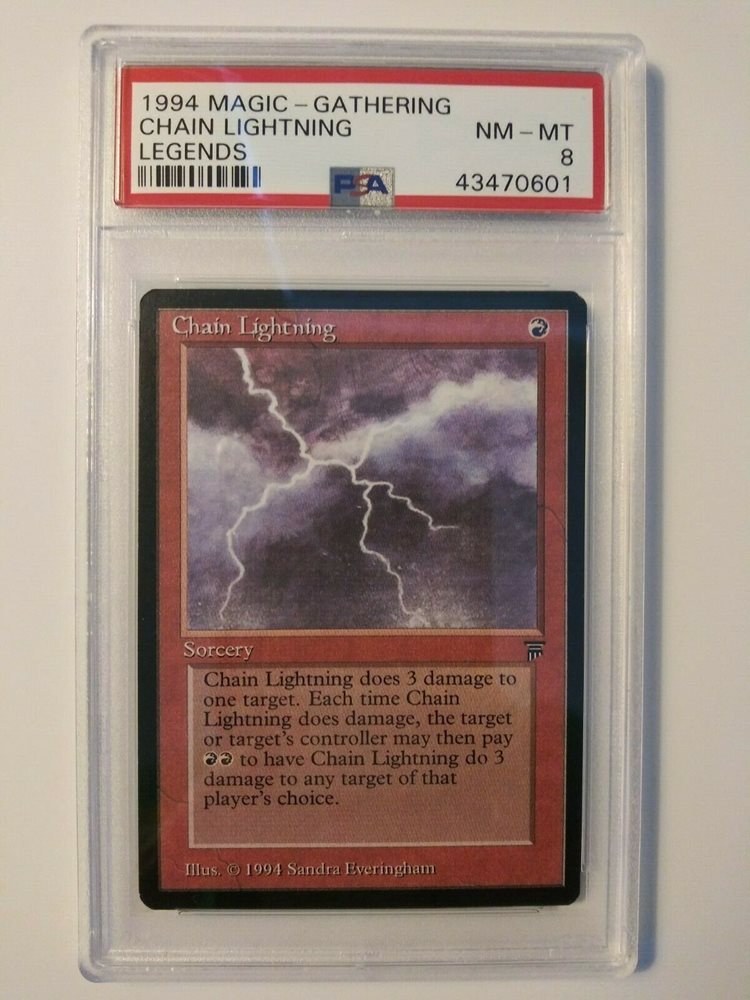 1994 MAGIC – GATHERING
CHAIN LIGHTNING NM – MT
LEGENDS 8
PSA 43470601
Chain Lightning
Sorcery
Chain Lightning does 3 damage to
one target. Each time Chain
Lightning does damage, the target
or target's controller may then pay
to have Chain Lightning do 3
damage to any target of that
player's choice.
Illus. © 1994 Sandra Everingham